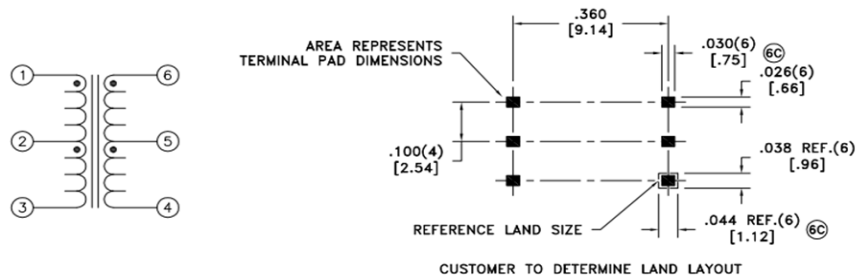 1
6
2
5
3
4
.360
[9.14]
AREA REPRESENTS
TERMINAL PAD DIMENSIONS
.030(6)
[.75]
6C
.026(6)
[.66]
.100(4)
[2.54]
.038 REF.(6)
[.96]
REFERENCE LAND SIZE
.044 REF.(6)
[1.12]
6C
CUSTOMER TO DETERMINE LAND LAYOUT